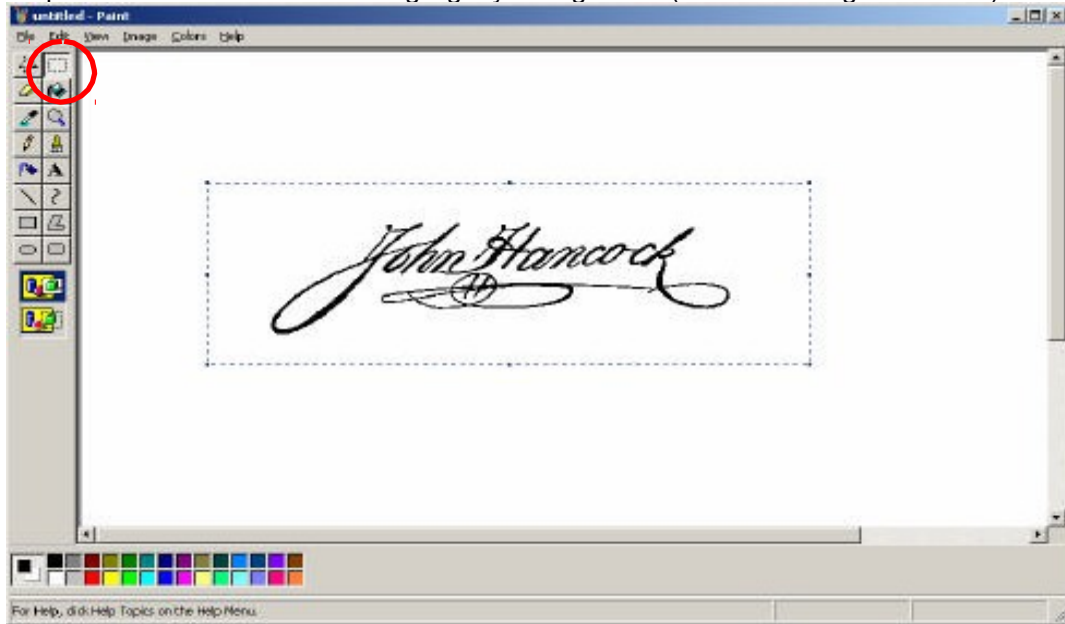 untitled - Paint
File Edit View Image Colors Help
A
John Hancock
H
For Help, click Help Topics on the Help Menu.